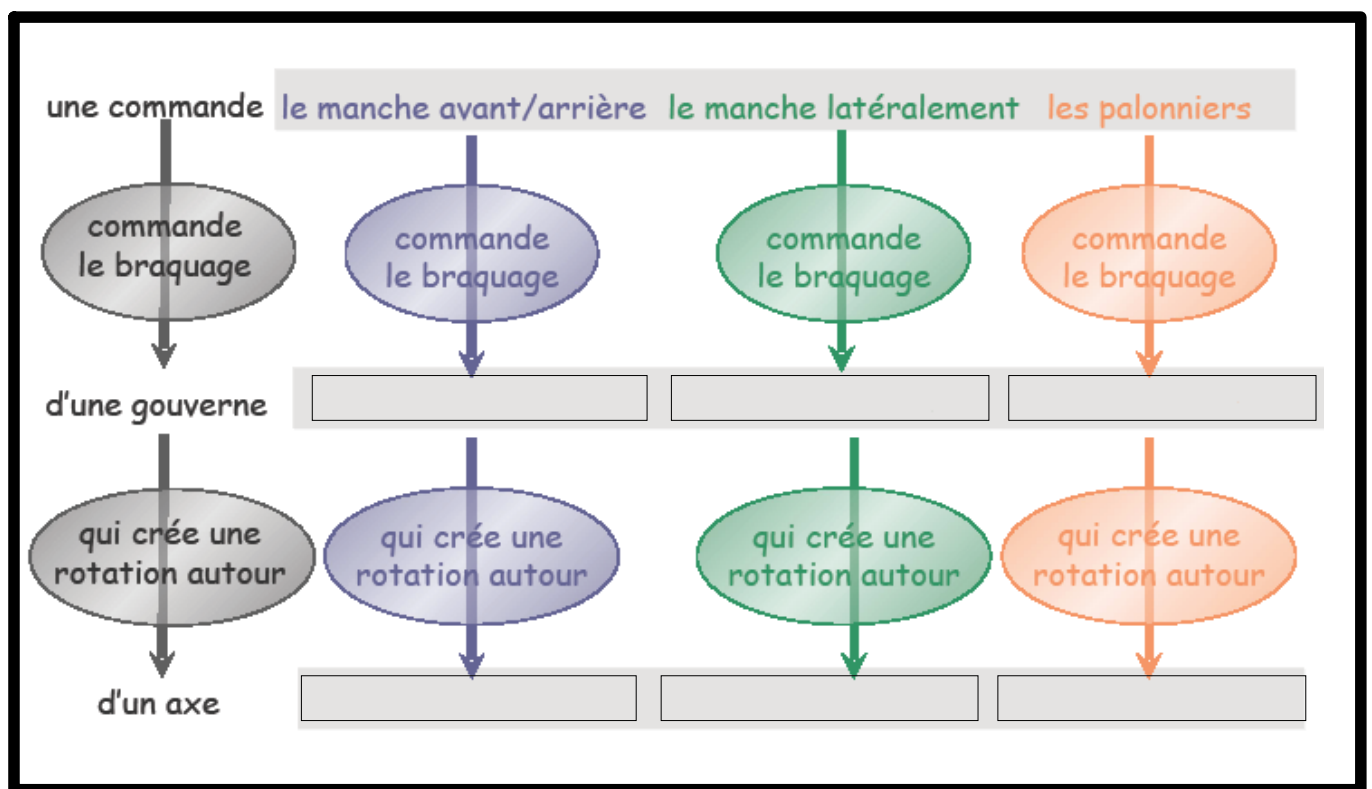 une commande le manche avant/arrière le manche latéralement les palonniers
commande commande commande commande
le braquage le braquage le braquage le braquage
d'une gouverne
qui crée une qui crée une qui crée une qui crée une
rotation autour rotation autour rotation autour rotation autour
d'un axe